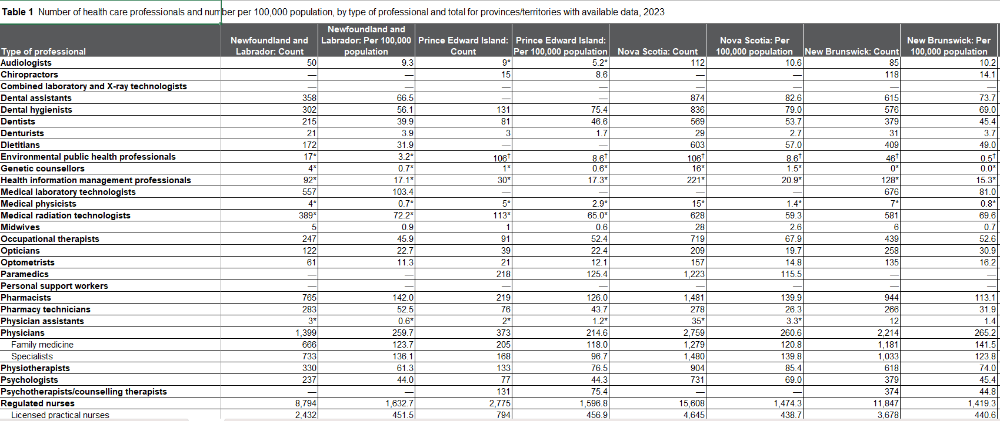 Table 1 Number of health care professionals and number per 100,000 population, by type of professional and total for provinces/territories with available data, 2023
Type of professional Newfoundland and Labrador: Count Newfoundland and Labrador: Per 100,000 population Prince Edward Island: Count Prince Edward Island: Per 100,000 population Nova Scotia: Count Nova Scotia: Per 100,000 population New Brunswick: Count New Brunswick: Per 100,000 population
Audiologists 50 9.3 9* 5.2* 112 10.6 85 10.2
Chiropractors — — 15 8.6 — — 118 14.1
Combined laboratory and X-ray technologists — — — — — — — —
Dental assistants 358 66.5 — — 874 82.6 615 73.7
Dental hygienists 302 56.1 131 75.4 836 79.0 576 69.0
Dentists 215 39.9 81 46.6 569 53.7 379 45.4
Denturists 21 3.9 3 1.7 29 2.7 31 3.7
Dietitians 172 31.9 — — 603 57.0 409 49.0
Environmental public health professionals 17* 3.2* 106† 8.6† 106† 8.6† 46† 0.5†
Genetic counsellors 4* 0.7* 1* 0.6* 16* 1.5* 0* 0.0*
Health information management professionals 92* 17.1* 30* 17.3* 221* 20.9* 128* 15.3*
Medical laboratory technologists 557 103.4 — — — — 676 81.0
Medical physicists 4* 0.7* 5* 2.9* 15* 1.4* 7* 0.8*
Medical radiation technologists 389* 72.2* 113* 65.0* 628 59.3 581 69.6
Midwives 5 0.9 1 0.6 28 2.6 6 0.7
Occupational therapists 247 45.9 91 52.4 719 67.9 439 52.6
Opticians 122 22.7 39 22.4 209 19.7 258 30.9
Optometrists 61 11.3 21 12.1 157 14.8 135 16.2
Paramedics — — 218 125.4 1,223 115.5 — —
Personal support workers — — — — — — — —
Pharmacists 765 142.0 219 126.0 1,481 139.9 944 113.1
Pharmacy technicians 283 52.5 76 43.7 278 26.3 266 31.9
Physician assistants 3* 0.6* 2* 1.2* 35* 3.3* 12 1.4
Physicians 1,399 259.7 373 214.6 2,759 260.6 2,214 265.2
Family medicine 666 123.7 205 118.0 1,279 120.8 1,181 141.5
Specialists 733 136.1 168 96.7 1,480 139.8 1,033 123.8
Physiotherapists 330 61.3 133 76.5 904 85.4 618 74.0
Psychologists 237 44.0 77 44.3 731 69.0 379 45.4
Psychotherapists/counselling therapists — — 131 75.4 — — 374 44.8
Regulated nurses 8,794 1,632.7 2,775 1,596.8 15,608 1,474.3 11,847 1,419.3
Licensed practical nurses 2,432 451.5 794 456.9 4,645 438.7 3,678 440.6